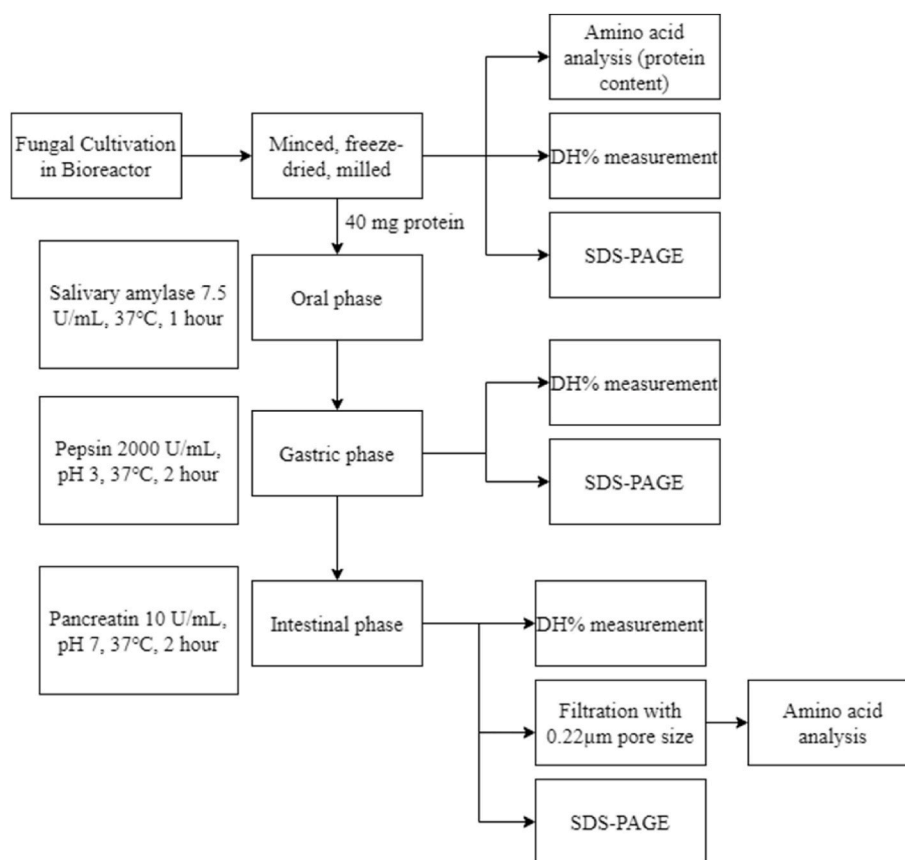 Amino acid
analysis (protein
content)
Fungal Cultivation
in Bioreactor
Minced, freeze-
dried, milled
DH% measurement
40 mg protein
SDS-PAGE
Salivary amylase 7.5
U/mL, 37°C, 1 hour
Oral phase
DH% measurement
Pepsin 2000 U/mL,
pH 3, 37°C, 2 hour
Gastric phase
SDS-PAGE
Pancreatin 10 U/mL,
pH 7, 37°C, 2 hour
Intestinal phase
DH% measurement
Filtration with
0.22µm pore size
Amino acid
analysis
SDS-PAGE